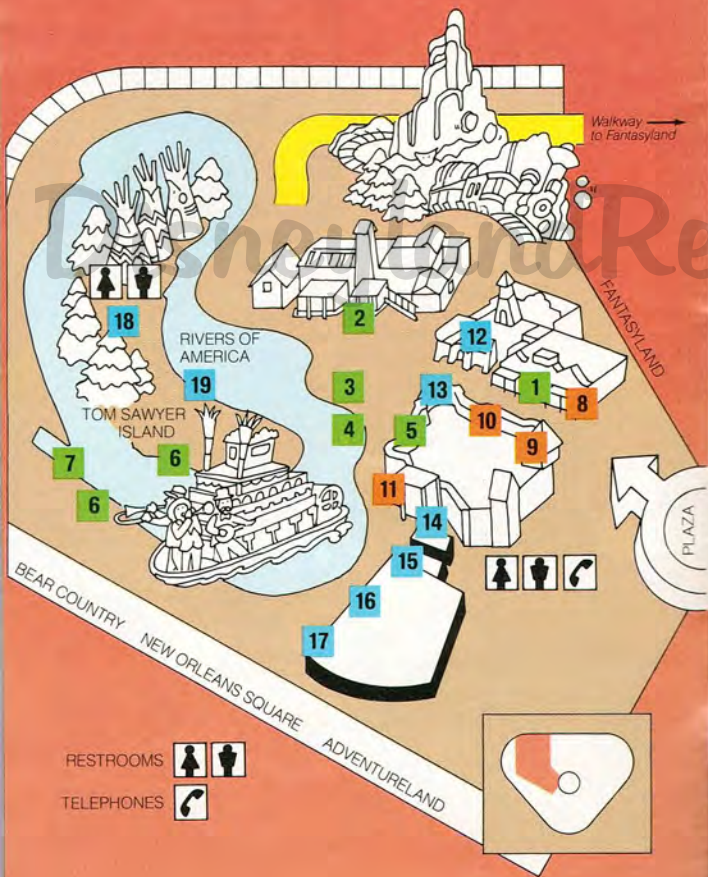 Walkway
to Fantasyland
DisneylandRe
FANTASYLAND
2
12
18
RIVERS OF
AMERICA
19
3
13
1
8
10
TOM SAWYER
ISLAND
4
5
9
7
6
6
11
14
PLAZA
15
16
17
BEAR COUNTRY
NEW ORLEANS SQUARE
ADVENTURELAND
RESTROOMS
TELEPHONES